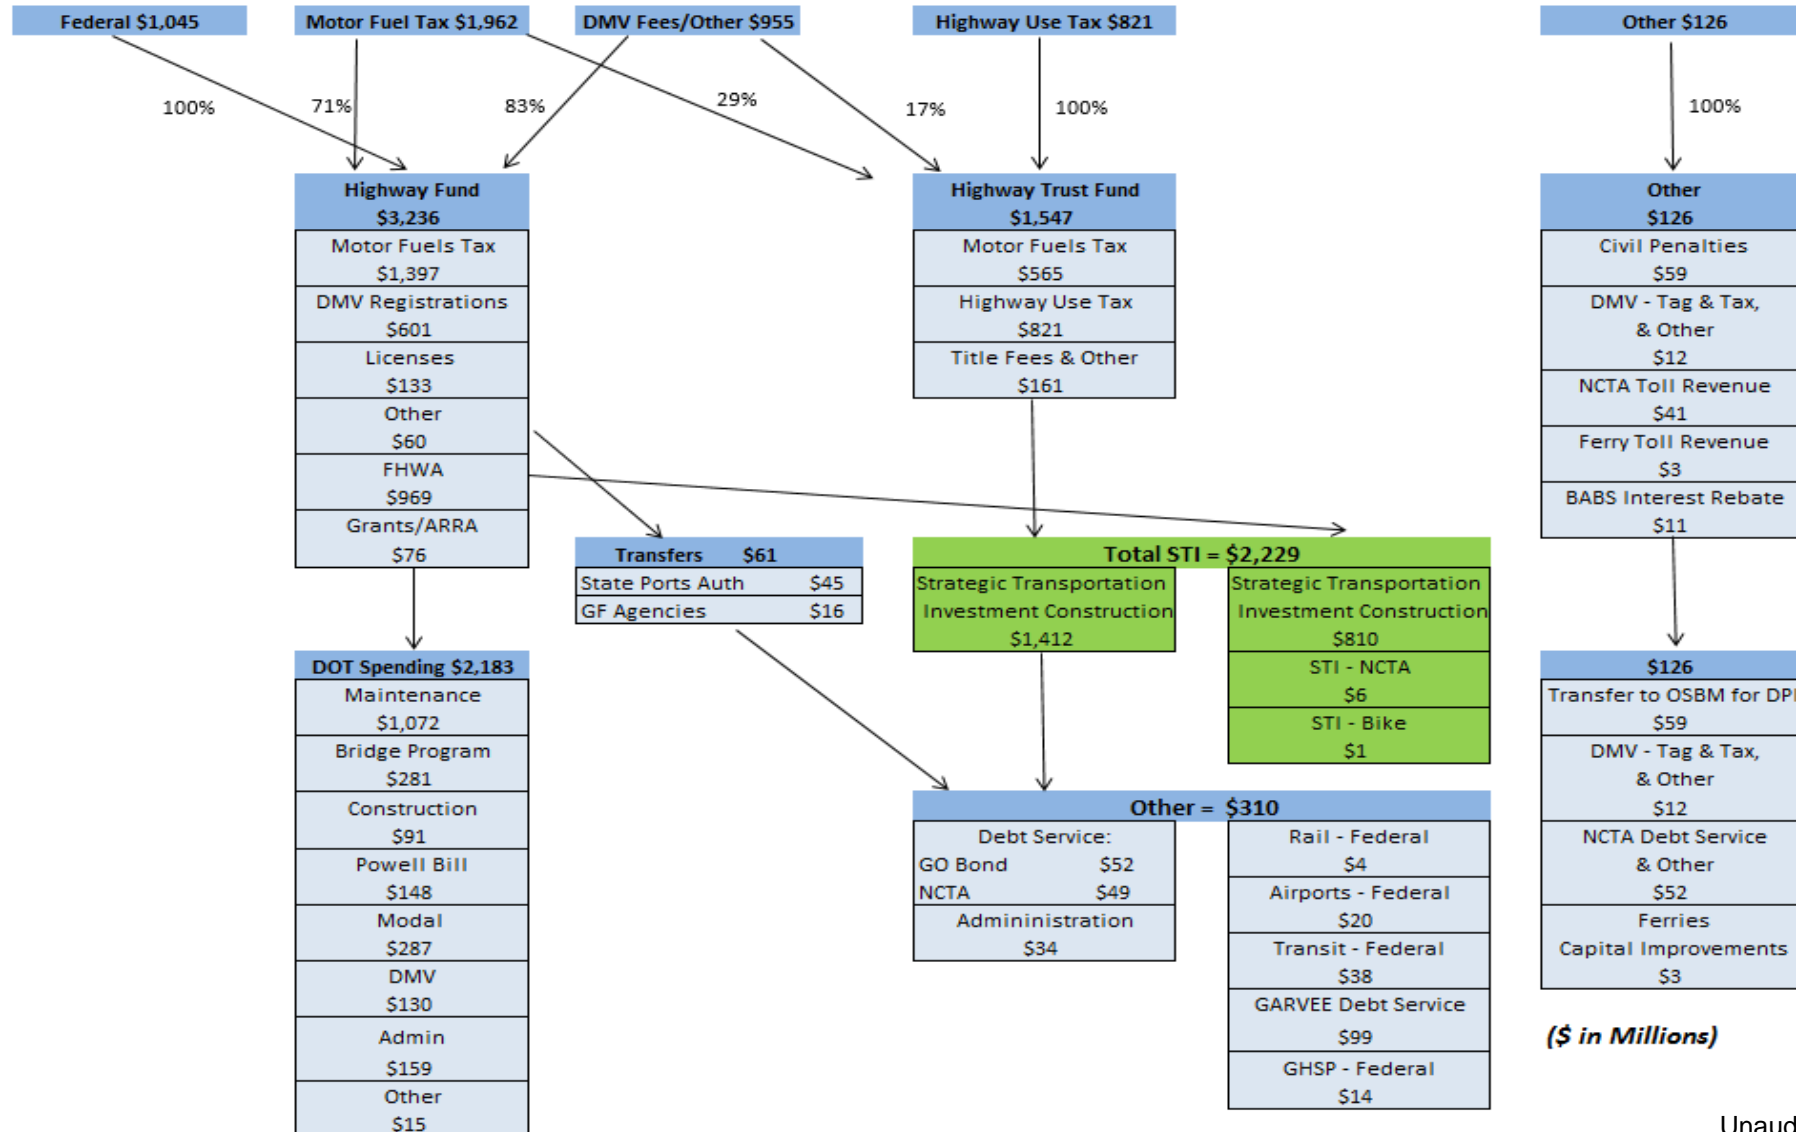 Federal $1,045
Motor Fuel Tax $1,962
DMV Fees/Other $955
Highway Use Tax $821
Other $126
100%
71%
83%
29%
17%
100%
100%
Highway Fund
$3,236
Motor Fuels Tax
$1,397
DMV Registrations
$601
Licenses
$133
Other
$60
FHWA
$969
Grants/ARRA
$76
Highway Trust Fund
$1,547
Motor Fuels Tax
$565
Highway Use Tax
$821
Title Fees & Other
$161
Other
$126
Civil Penalties
$59
DMV - Tag & Tax,
& Other
$12
NCTA Toll Revenue
$41
Ferry Toll Revenue
$3
BABS Interest Rebate
$11
Transfers $61
State Ports Auth $45
GF Agencies $16
Total STI = $2,229
Strategic Transportation
Investment Construction
$1,412
Strategic Transportation
Investment Construction
$810
STI - NCTA
$6
STI - Bike
$1
DOT Spending $2,183
Maintenance
$1,072
Bridge Program
$281
Construction
$91
Powell Bill
$148
Modal
$287
DMV
$130
Admin
$159
Other
$15
Other = $310
Debt Service:
GO Bond $52
NCTA $49
Admininistration
$34
Rail - Federal
$4
Airports - Federal
$20
Transit - Federal
$38
GARVEE Debt Service
$99
GHSP - Federal
$14
$126
Transfer to OSBM for DPI
$59
DMV - Tag & Tax,
& Other
$12
NCTA Debt Service
& Other
$52
Ferries
Capital Improvements
$3
($ in Millions)
Unaud